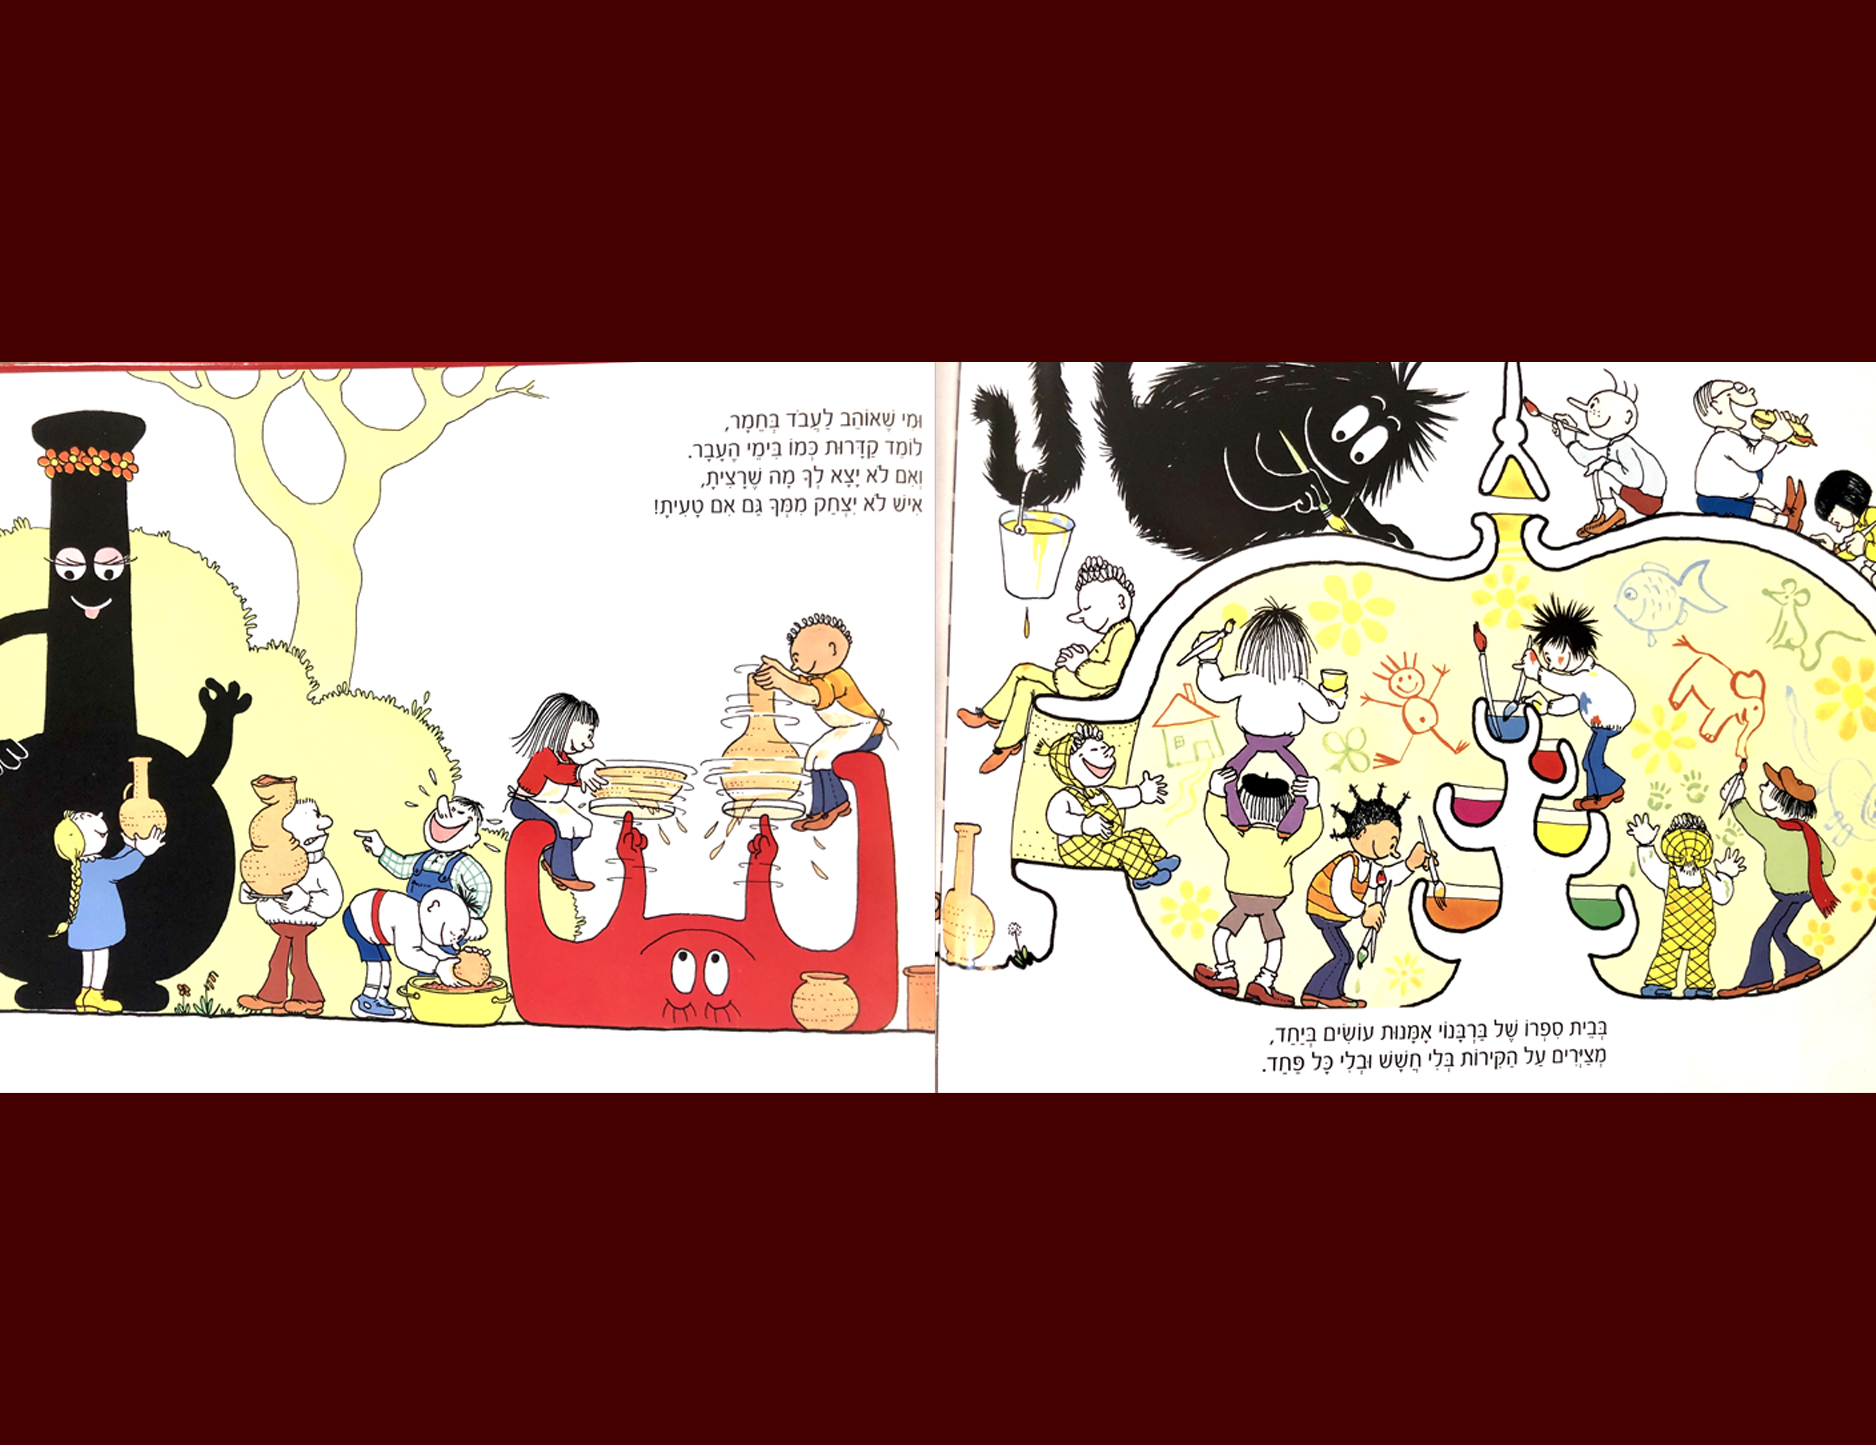 וּמִי שֶׁאוֹהֵב לַעֲבֹד בְּחֵמָר,
לוֹמֵד קַדָּרוּת כְּמוֹ בִּימֵי הֶעָבָר.
וְאִם לֹא יָצָא לְךָ מָה שֶׁרָצִיתָ,
אִישׁ לֹא יִצְחַק מִמְּךָ גַּם אִם טָעִיתָ!
בְּבֵית סִפְרוֹ שֶׁל בַּרְבָּנוֹי אָמָּנוּת עוֹשִׂים בְּיַחַד,
מְצַיְּרִים עַל הַקִּירוֹת בְּלִי חֲשָׁשׁ וּבְלִי כָּל פַּחַד.